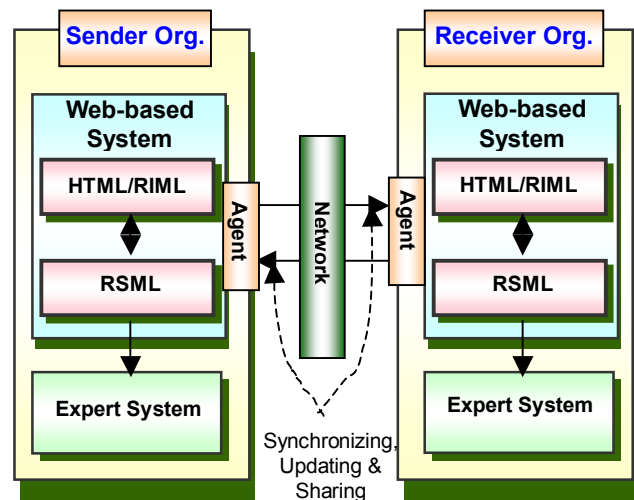 Sender Org.
Web-based
System
HTML/RIML
RSML
Expert System
Agent
Network
Synchronizing,
Updating &
Sharing
Agent
Receiver Org.
Web-based
System
HTML/RIML
RSML
Expert System